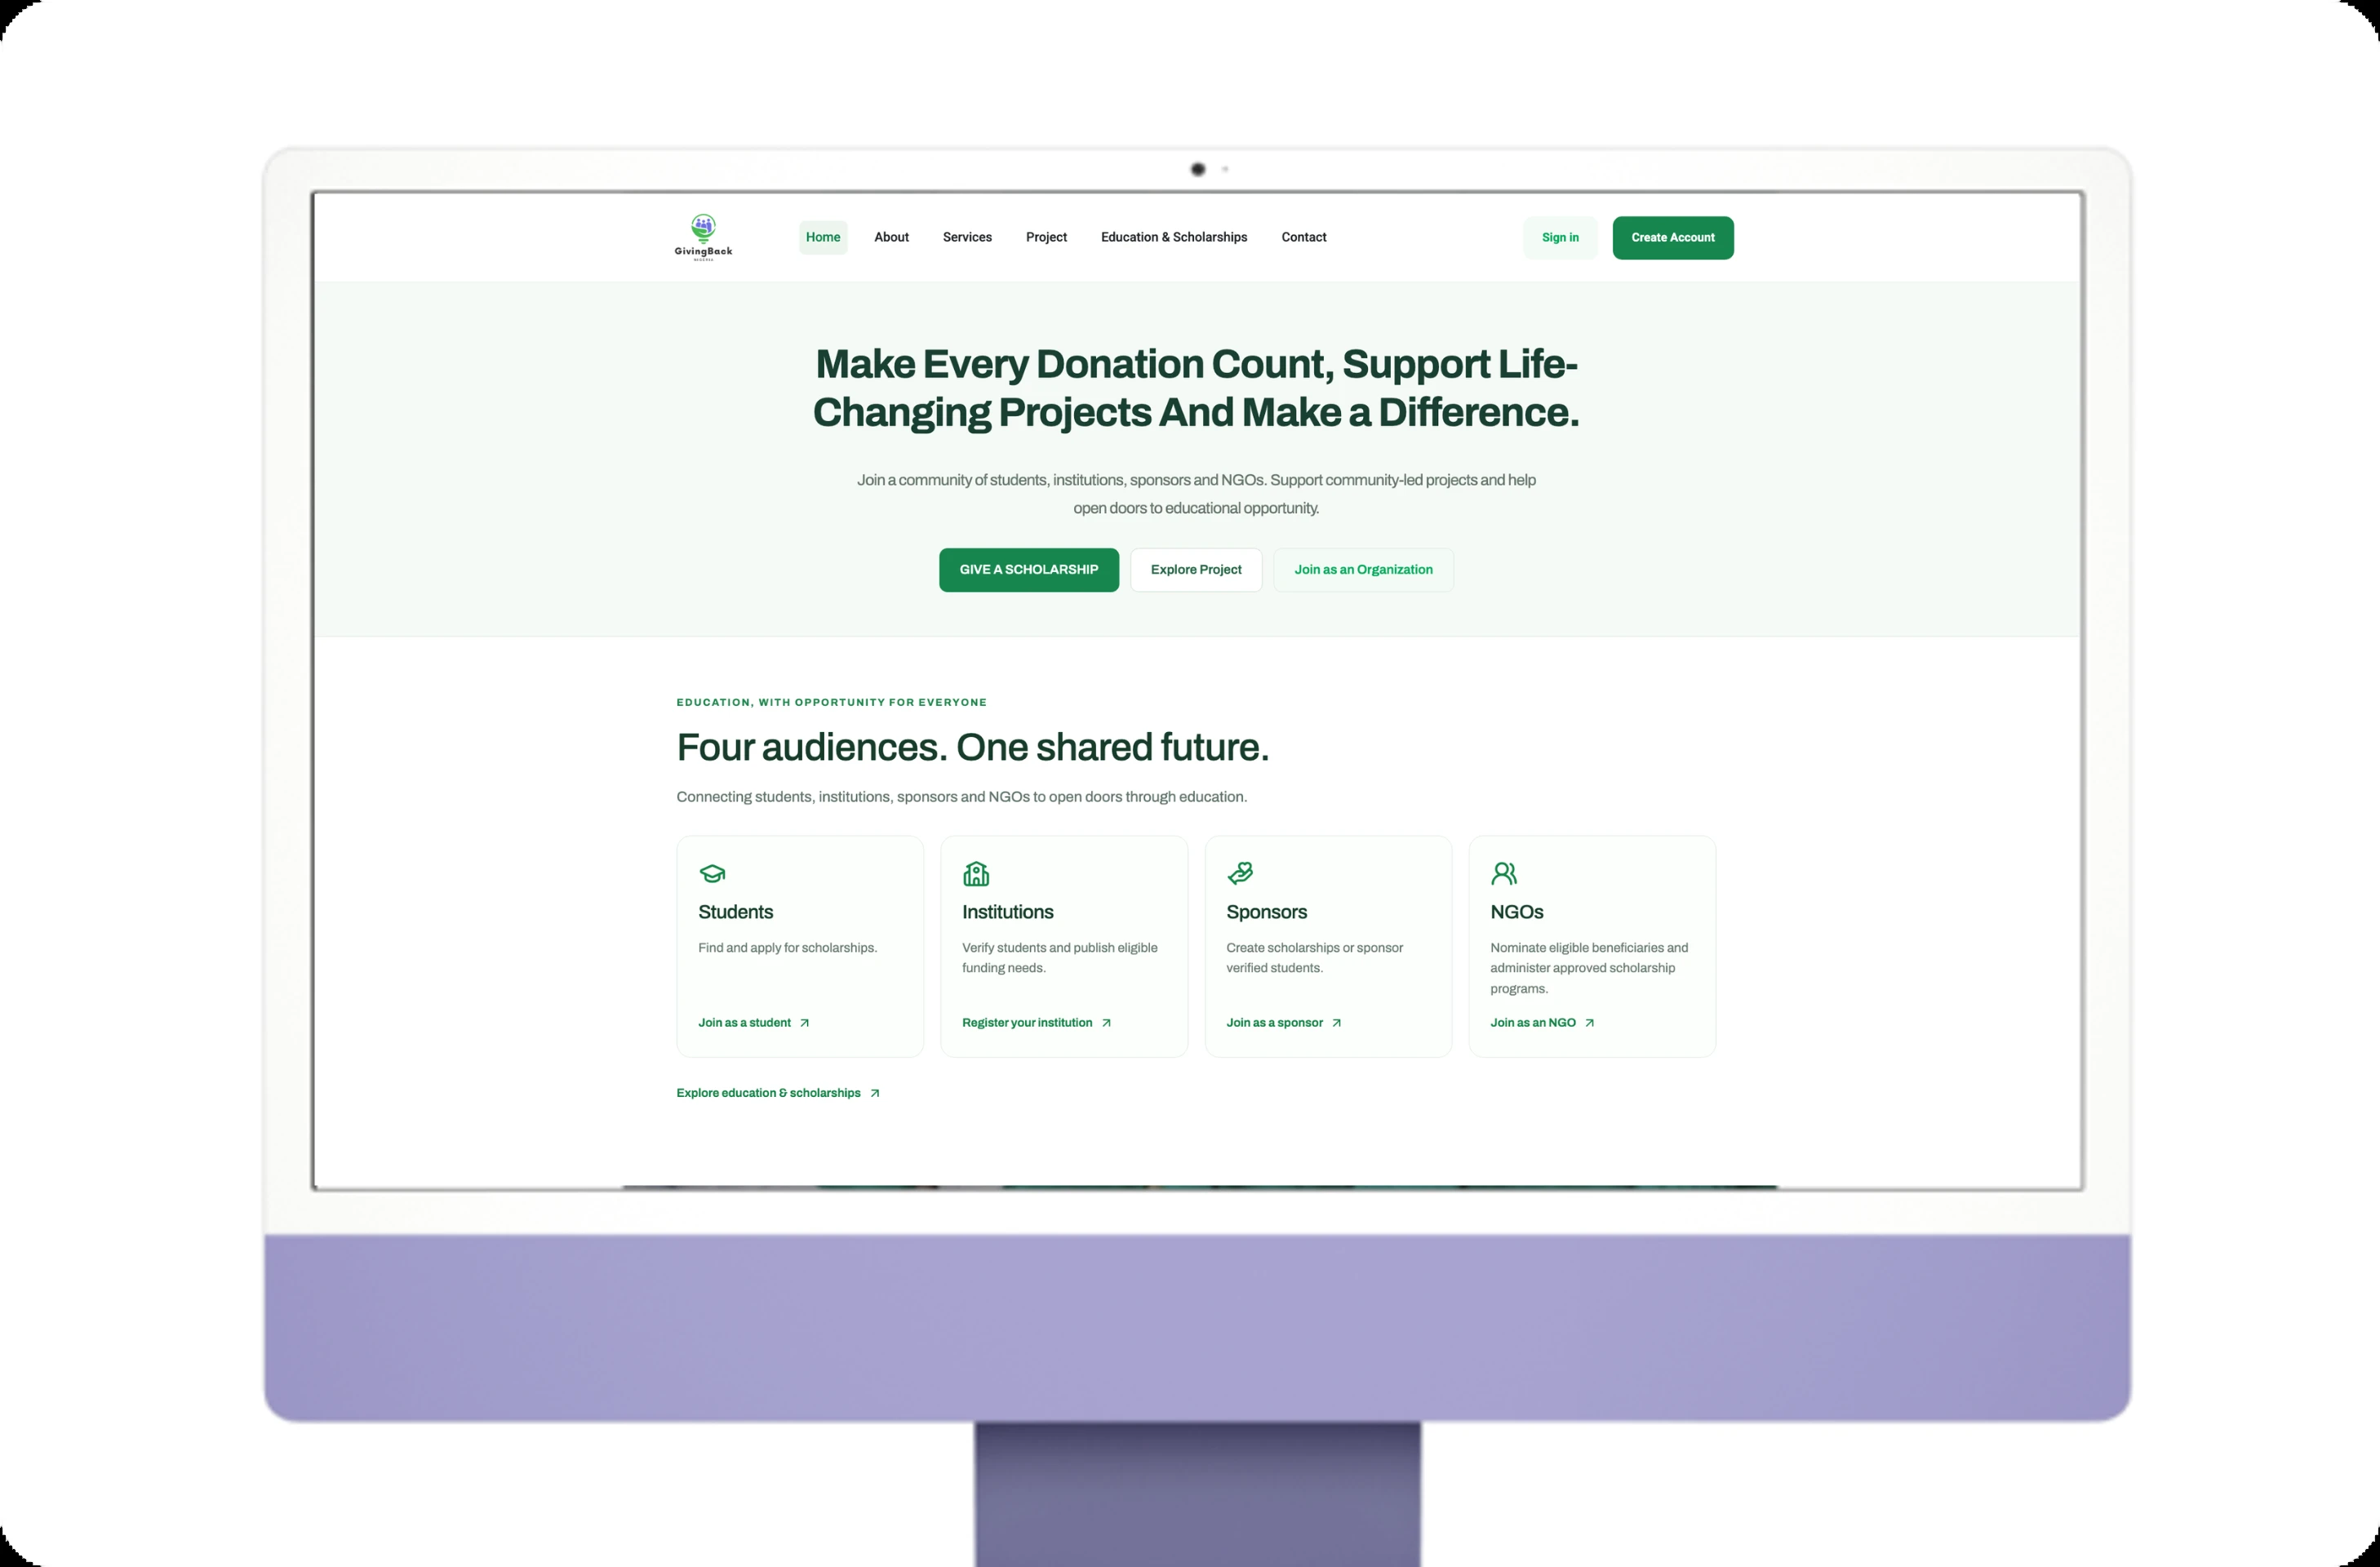 GivingBack
Home
About
Services
Project
Education & Scholarships
Contact
Sign in
Create Account
Make Every Donation Count, Support Life-
Changing Projects And Make a Difference.
Join a community of students, institutions, sponsors and NGOs. Support community-led projects and help
open doors to educational opportunity.
GIVE A SCHOLARSHIP
Explore Project
Join as an Organization
EDUCATION, WITH OPPORTUNITY FOR EVERYONE
Four audiences. One shared future.
Connecting students, institutions, sponsors and NGOs to open doors through education.
Students
Find and apply for scholarships.
Join as a student
Institutions
Verify students and publish eligible
funding needs.
Register your institution
Sponsors
Create scholarships or sponsor
verified students.
Join as a sponsor
NGOs
Nominate eligible beneficiaries and
administer approved scholarship
programs.
Join as an NGO
Explore education & scholarships